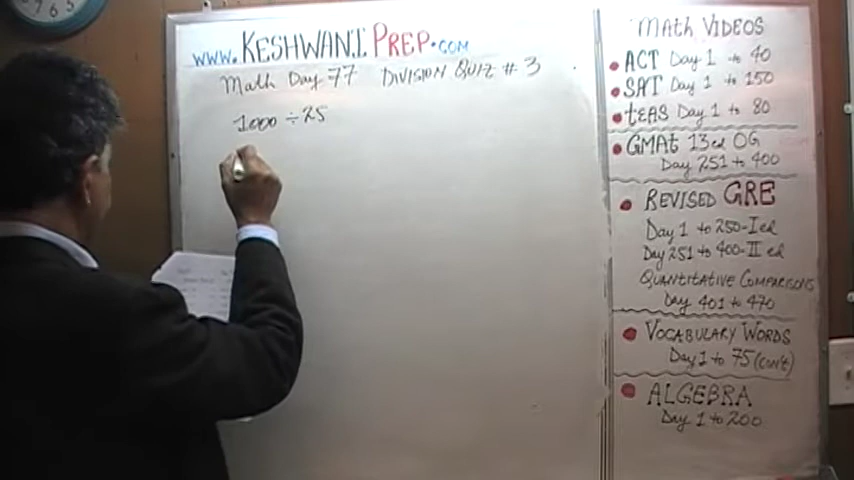 www.KESHWANI PREP.COM
Math Day 77 DIVISION QUIZ # 3
1000 ÷ 25
Math VIDEOS
ACT Day 1 to 40
SAT Day 1 to 150
tEAS Day 1 to 80
GMAt 13ed OG
Day 251 to 400
REVISED GRE
Day 1 to 250-I ed
Day 251 to 400-II ed
QUANTITATIVE COMPARISONS
Day 401 to 470
VOCABULARY WORDS
Day 1 to 75 (con't)
ALGEBRA
Day 1 to 200